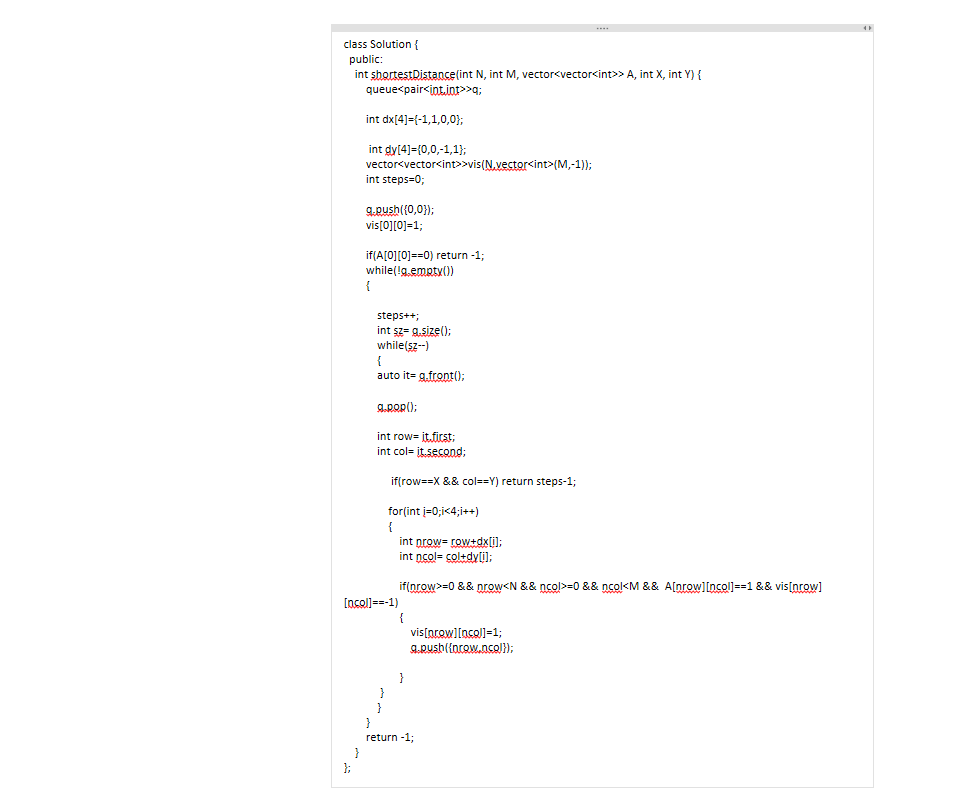 class Solution {
public:
int shortestDistance(int N, int M, vector<vector<int>> A, int X, int Y) {
queue<pair<int,int>>q;
int dx[4]={-1,1,0,0};
int dy[4]={0,0,-1,1};
vector<vector<int>>vis(N,vector<int>(M,-1));
int steps=0;
q.push({0,0});
vis[0][0]=1;
if(A[0][0]==0) return -1;
while(!q.empty())
{
steps++;
int sz= q.size();
while(sz--)
{
auto it= q.front();
q.pop();
int row= it.first;
int col= it.second;
if(row==X && col==Y) return steps-1;
for(int i=0;i<4;i++)
{
int nrow= row+dx[i];
int ncol= col+dy[i];
if(nrow>=0 && nrow<N && ncol>=0 && ncol<M && A[nrow][ncol]==1 && vis[nrow]
[ncol]==-1)
{
vis[nrow][ncol]=1;
q.push({nrow,ncol});
}
}
}
}
return -1;
}
};